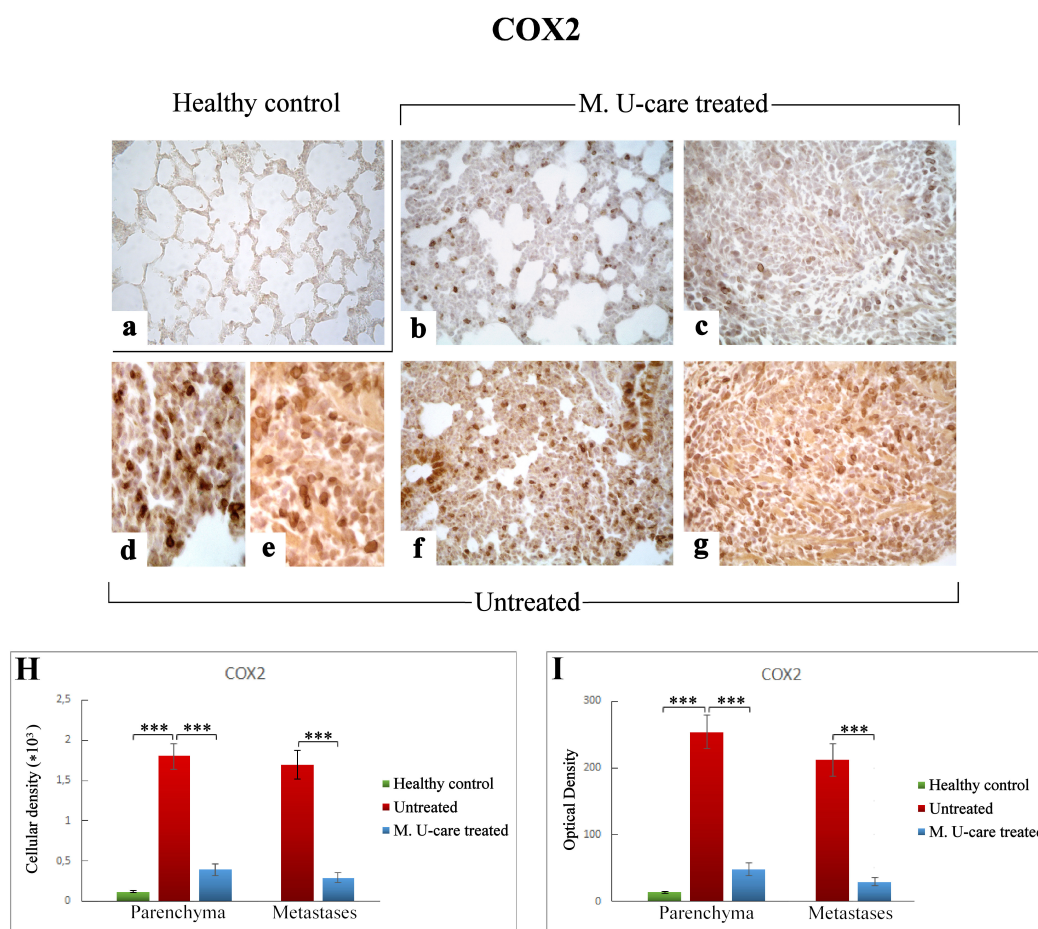 COX2
Healthy control
M. U-care treated
a
b
c
d
e
f
g
Untreated
H
COX2
Cellular density (*10³)
2,5
2
1,5
1
0,5
0
***
***
***
Healthy control
Untreated
M. U-care treated
Parenchyma
Metastases
I
COX2
Optical Density
300
200
100
0
***
***
***
Healthy control
Untreated
M. U-care treated
Parenchyma
Metastases